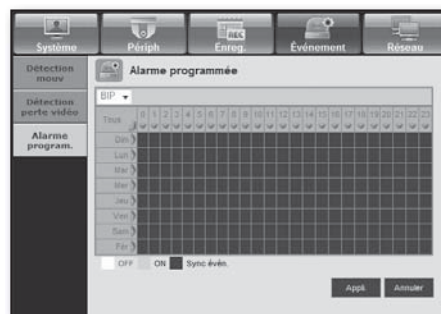 Système Périph Enreg. Événement Réseau
REC
Détection
mouv
Détection
perte vidéo
Alarme
program.
Alarme programmée
BIP
Tous 0 1 2 3 4 5 6 7 8 9 10 11 12 13 14 15 16 17 18 19 20 21 22 23
Dim
Lun
Mar
Mer
Jeu
Ven
Sam
Fér
OFF ON Sync évén.
Appli Annuler